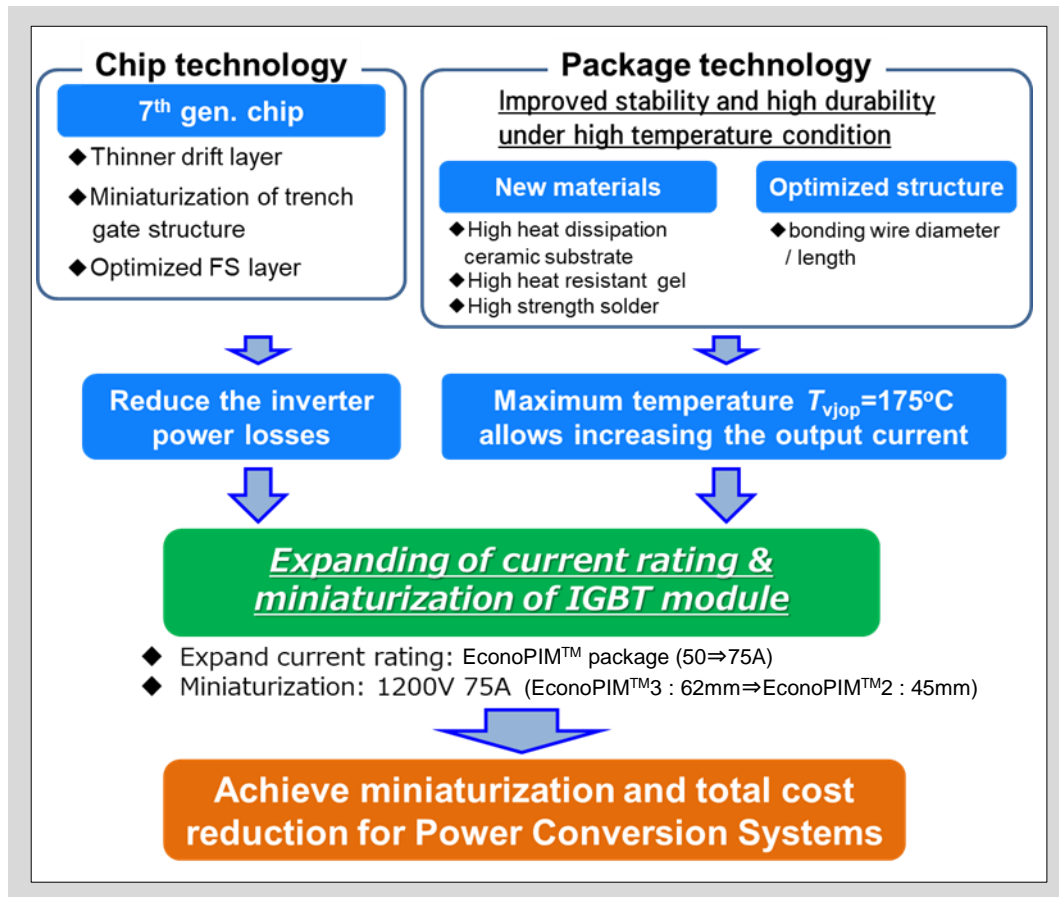 Chip technology
7th gen. chip
◆Thinner drift layer
◆Miniaturization of trench
gate structure
◆Optimized FS layer
Package technology
Improved stability and high durability
under high temperature condition
New materials
◆High heat dissipation
ceramic substrate
◆High heat resistant gel
◆High strength solder
Optimized structure
◆bonding wire diameter
/ length
Reduce the inverter
power losses
Maximum temperature Tvjop=175oC
allows increasing the output current
Expanding of current rating &
miniaturization of IGBT module
◆ Expand current rating: EconoPIMTM package (50⇒75A)
◆ Miniaturization: 1200V 75A (EconoPIMTM3 : 62mm⇒EconoPIMTM2 : 45mm)
Achieve miniaturization and total cost
reduction for Power Conversion Systems